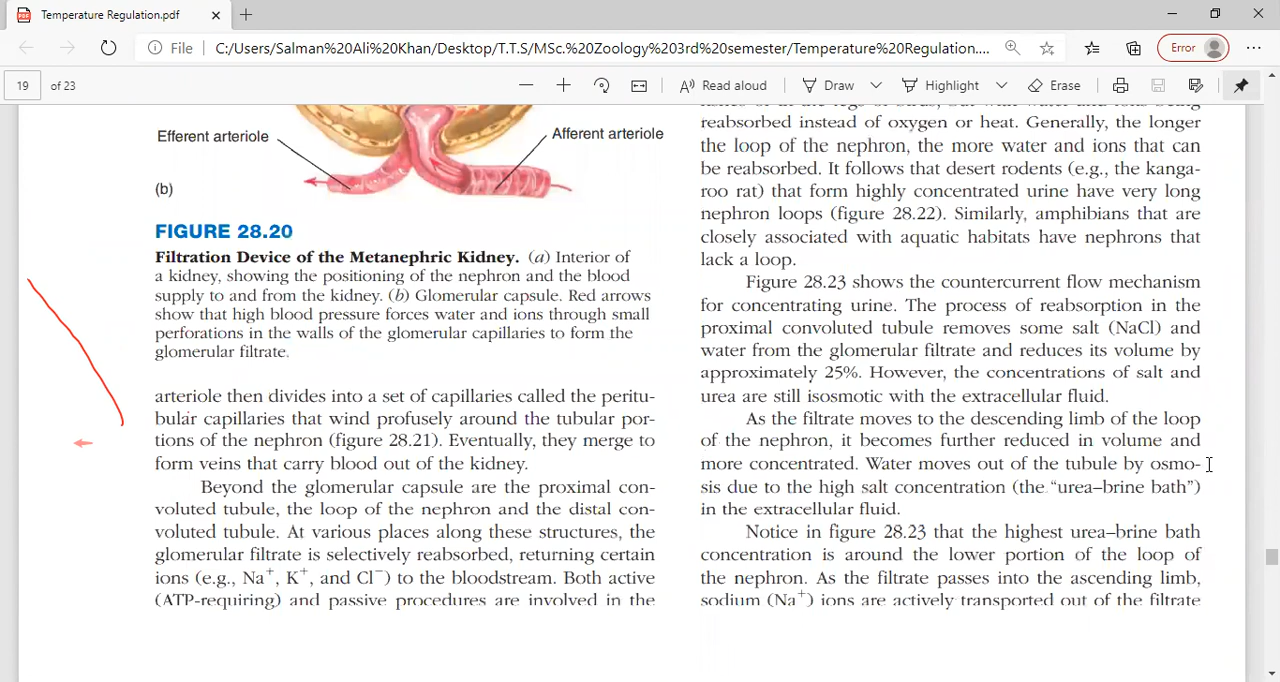 Temperature Regulation.pdf
File
C:/Users/Salman%20Ali%20Khan/Desktop/T.T.S/MSc.%20Zoology%203rd%20semester/Temperature%20Regulation....
Error
19 of 23
Read aloud
Draw
Highlight
Erase
Efferent arteriole
Afferent arteriole
(b)
FIGURE 28.20
Filtration Device of the Metanephric Kidney. (a) Interior of
a kidney, showing the positioning of the nephron and the blood
supply to and from the kidney. (b) Glomerular capsule. Red arrows
show that high blood pressure forces water and ions through small
perforations in the walls of the glomerular capillaries to form the
glomerular filtrate.
arteriole then divides into a set of capillaries called the peritu-
bular capillaries that wind profusely around the tubular por-
tions of the nephron (figure 28.21). Eventually, they merge to
form veins that carry blood out of the kidney.
Beyond the glomerular capsule are the proximal con-
voluted tubule, the loop of the nephron and the distal con-
voluted tubule. At various places along these structures, the
glomerular filtrate is selectively reabsorbed, returning certain
ions (e.g., Na⁺, K⁺, and Cl⁻) to the bloodstream. Both active
(ATP-requiring) and passive procedures are involved in the
reabsorbed instead of oxygen or heat. Generally, the longer
the loop of the nephron, the more water and ions that can
be reabsorbed. It follows that desert rodents (e.g., the kanga-
roo rat) that form highly concentrated urine have very long
nephron loops (figure 28.22). Similarly, amphibians that are
closely associated with aquatic habitats have nephrons that
lack a loop.
Figure 28.23 shows the countercurrent flow mechanism
for concentrating urine. The process of reabsorption in the
proximal convoluted tubule removes some salt (NaCl) and
water from the glomerular filtrate and reduces its volume by
approximately 25%. However, the concentrations of salt and
urea are still isosmotic with the extracellular fluid.
As the filtrate moves to the descending limb of the loop
of the nephron, it becomes further reduced in volume and
more concentrated. Water moves out of the tubule by osmo-
sis due to the high salt concentration (the “urea–brine bath”)
in the extracellular fluid.
Notice in figure 28.23 that the highest urea–brine bath
concentration is around the lower portion of the loop of
the nephron. As the filtrate passes into the ascending limb,
sodium (Na⁺) ions are actively transported out of the filtrate